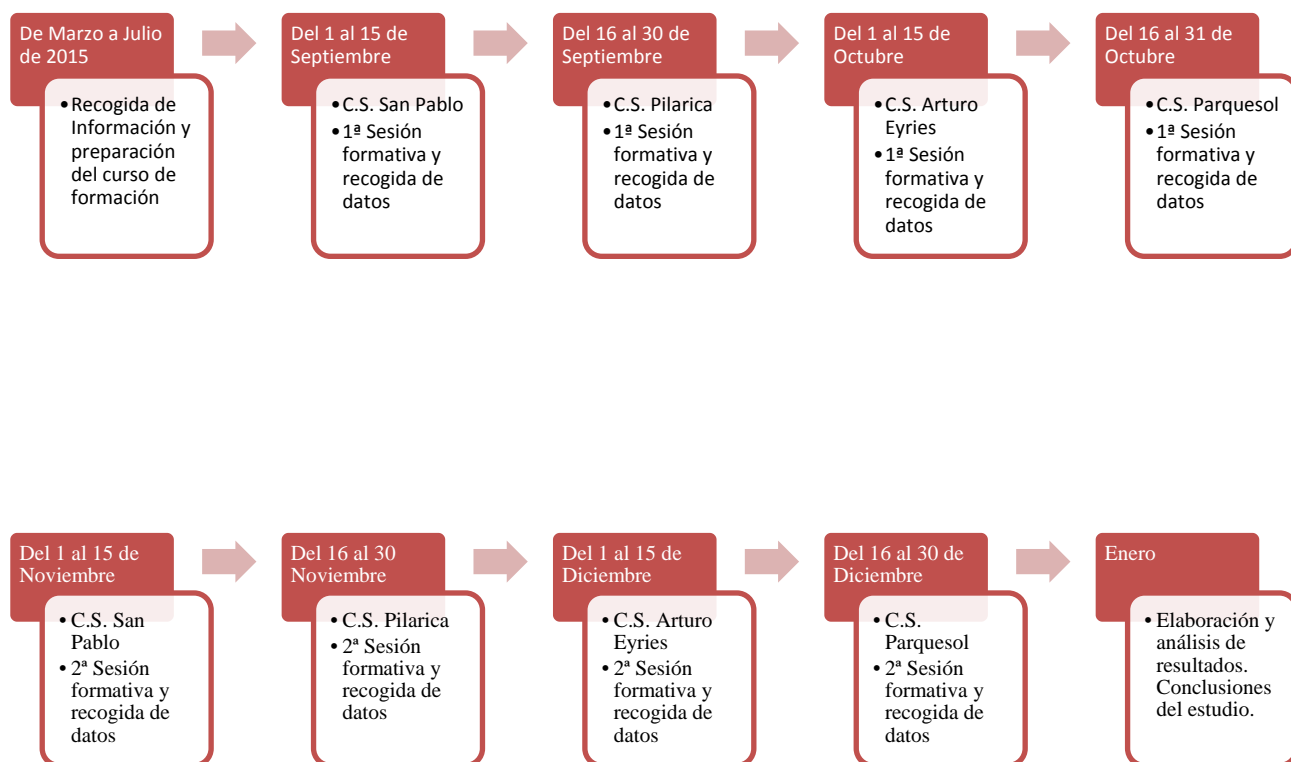 De Marzo a Julio
de 2015
•Recogida de
Información y
preparación
del curso de
formación
Del 1 al 15 de
Septiembre
•C.S. San Pablo
•1ª Sesión
formativa y
recogida de
datos
Del 16 al 30 de
Septiembre
•C.S. Pilarica
•1ª Sesión
formativa y
recogida de
datos
Del 1 al 15 de
Octubre
•C.S. Arturo
Eyries
•1ª Sesión
formativa y
recogida de
datos
Del 16 al 31 de
Octubre
•C.S. Parquesol
•1ª Sesión
formativa y
recogida de
datos
Del 1 al 15 de
Noviembre
• C.S. San
Pablo
• 2ª Sesión
formativa y
recogida de
datos
Del 16 al 30
Noviembre
• C.S. Pilarica
• 2ª Sesión
formativa y
recogida de
datos
Del 1 al 15 de
Diciembre
• C.S. Arturo
Eyries
• 2ª Sesión
formativa y
recogida de
datos
Del 16 al 30 de
Diciembre
• C.S.
Parquesol
• 2ª Sesión
formativa y
recogida de
datos
Enero
• Elaboración y
análisis de
resultados.
Conclusiones
del estudio.